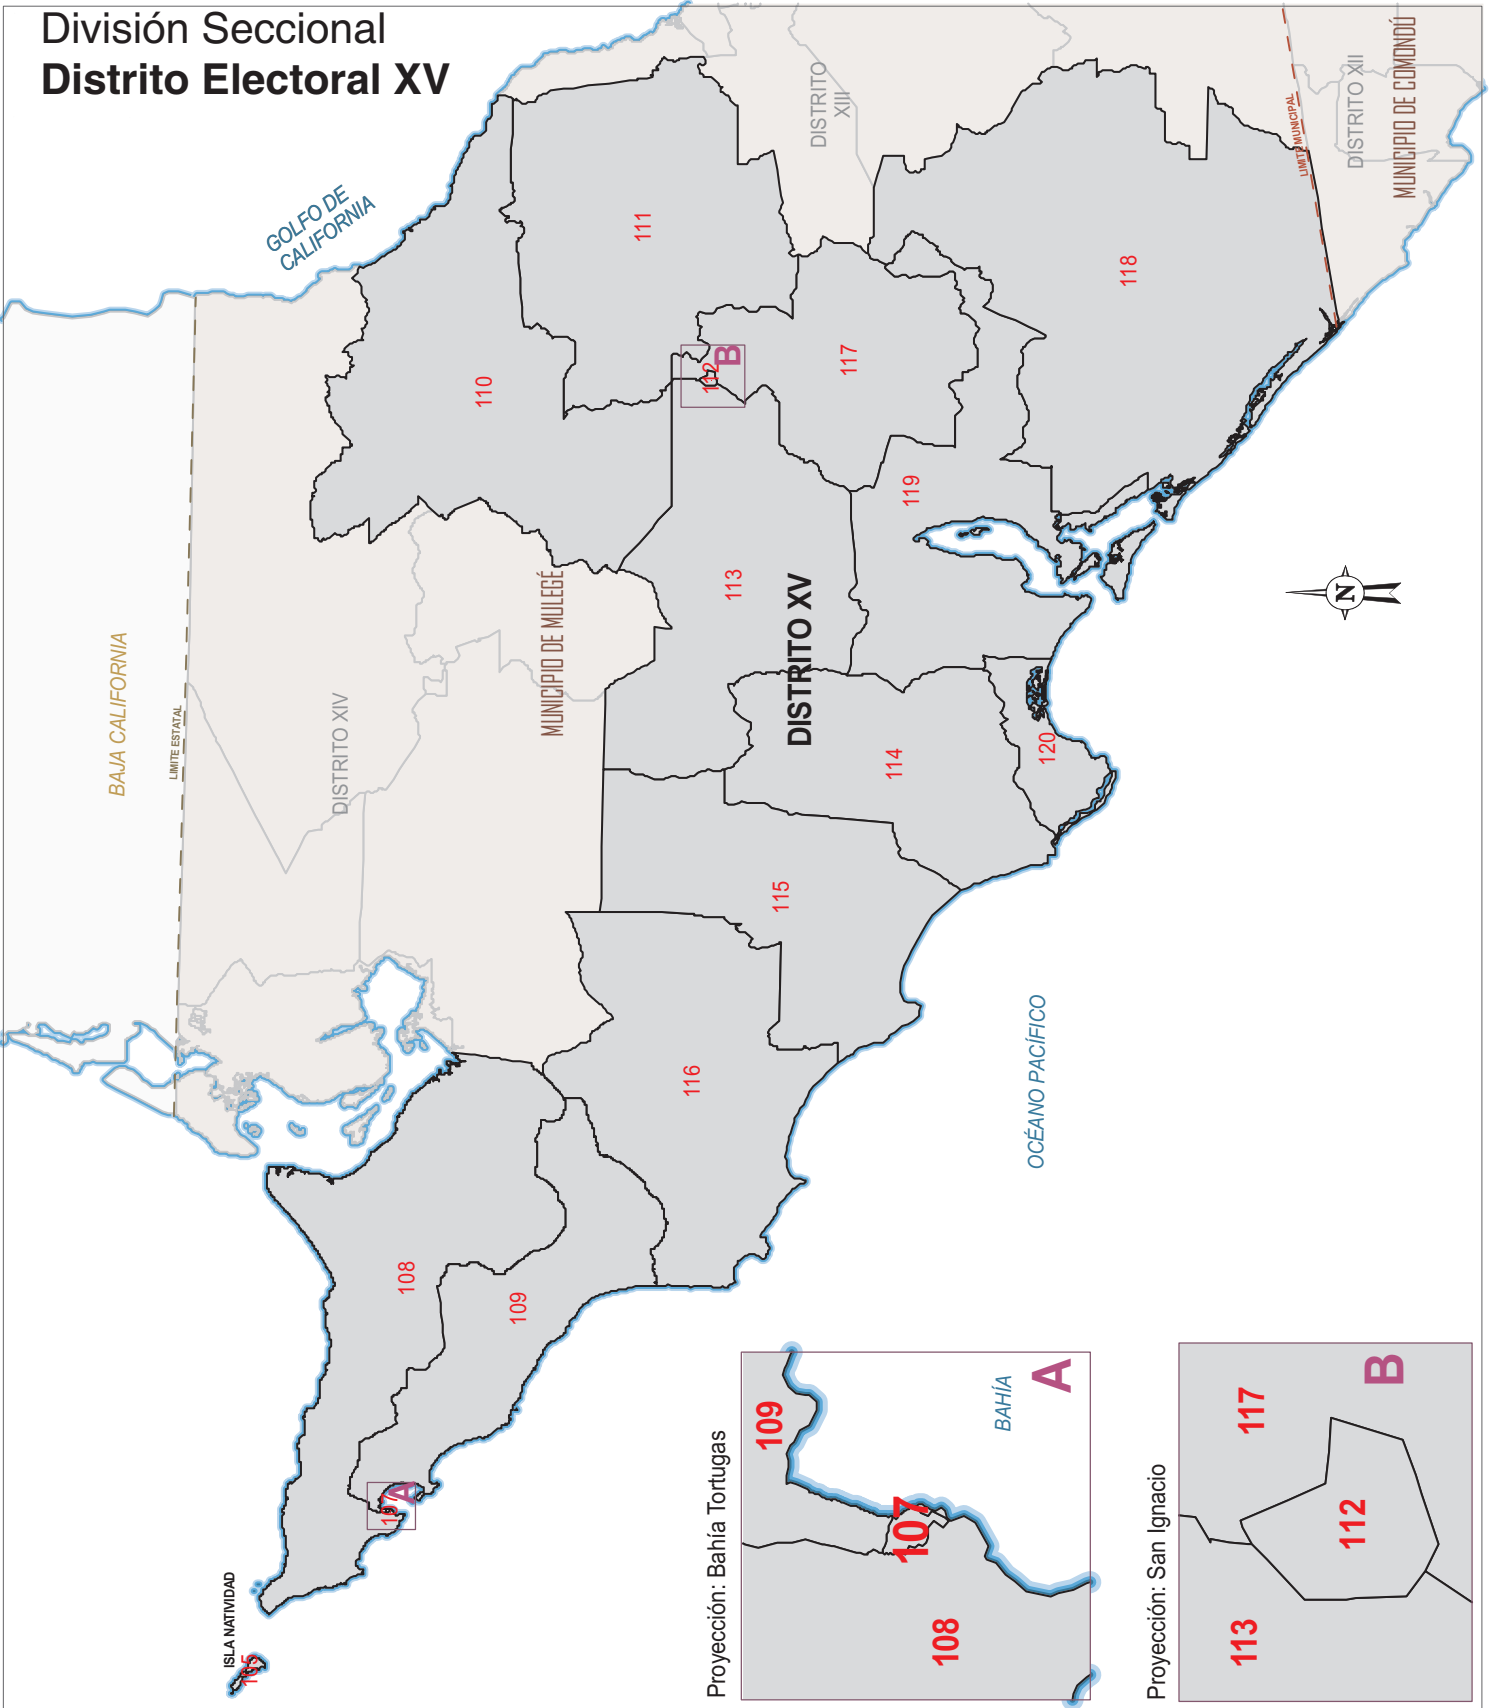 División Seccional
Distrito Electoral XV
GOLFO DE
CALIFORNIA
BAJA CALIFORNIA
LIMITE ESTATAL
DISTRITO XIV
MUNICIPIO DE MULEGÉ
DISTRITO
XIII
LIMITE MUNICIPAL
DISTRITO XII
MUNICIPIO DE COMONDÚ
110
111
112
B
117
118
119
113
DISTRITO XV
114
120
115
116
108
109
107
A
ISLA NATIVIDAD
105
OCÉANO PACÍFICO
N
Proyección: Bahía Tortugas
109
107
108
BAHÍA
A
Proyección: San Ignacio
117
112
113
B